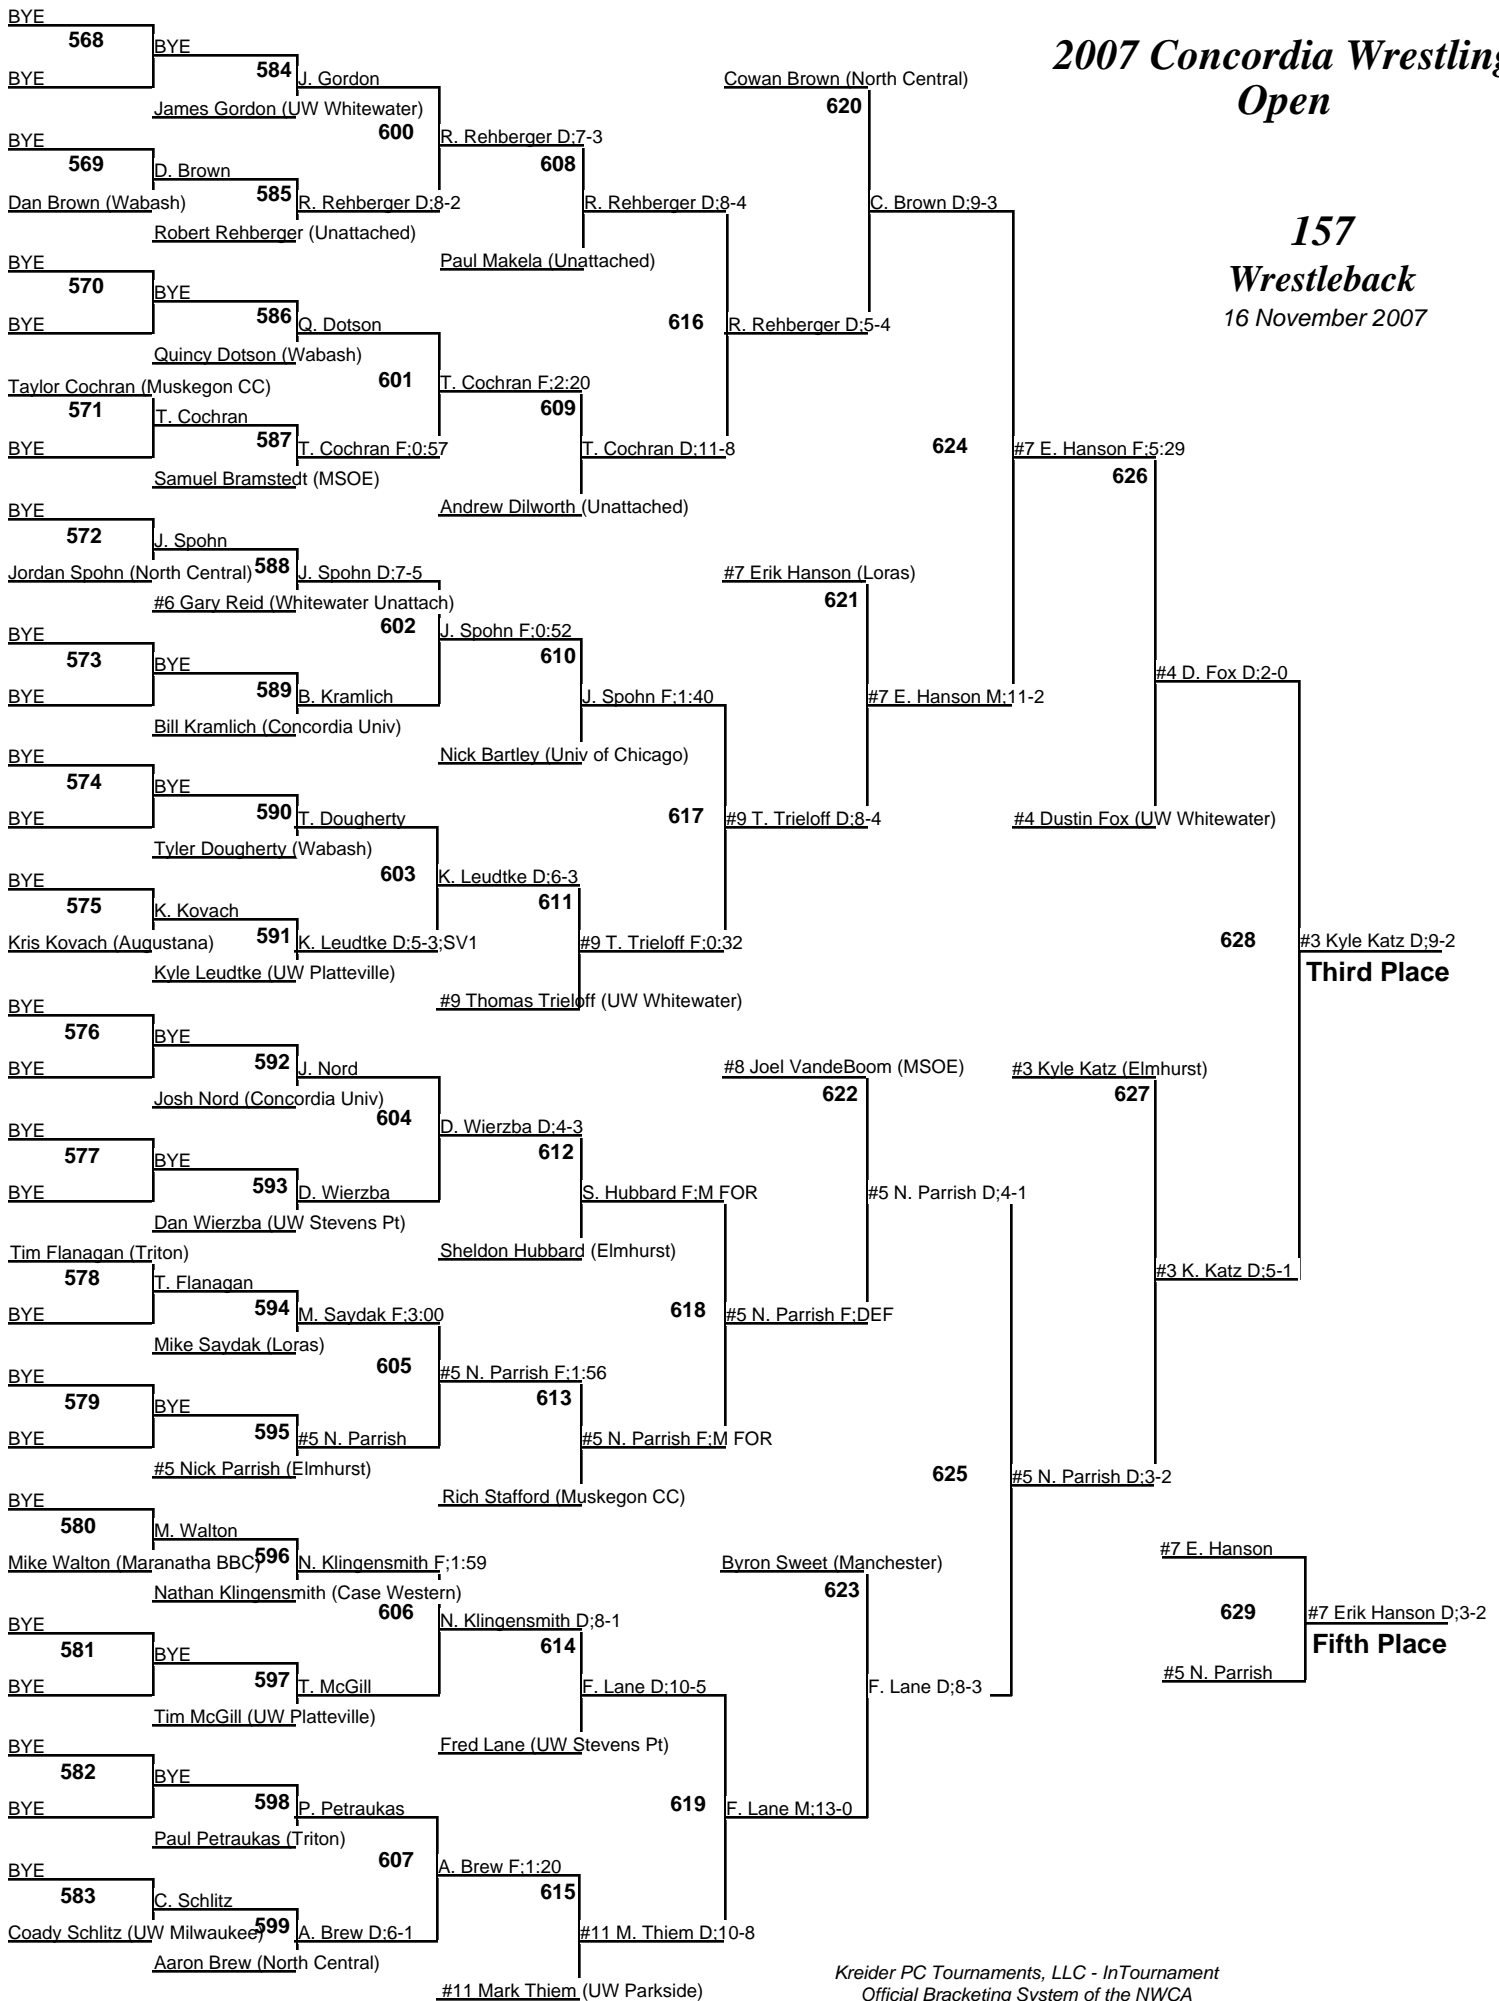 BYE
568
BYE
BYE
584
J. Gordon
James Gordon (UW Whitewater)
600
BYE
569
D. Brown
Dan Brown (Wabash)
585
R. Rehberger D;8-2
Robert Rehberger (Unattached)
R. Rehberger D;7-3
608
R. Rehberger D;8-4
Paul Makela (Unattached)
BYE
570
BYE
BYE
586
Q. Dotson
Quincy Dotson (Wabash)
601
Taylor Cochran (Muskegon CC)
571
T. Cochran
BYE
587
T. Cochran F;0:57
Samuel Bramstedt (MSOE)
T. Cochran F;2:20
609
T. Cochran D;11-8
Andrew Dilworth (Unattached)
616
R. Rehberger D;5-4
Cowan Brown (North Central)
620
C. Brown D;9-3
2007 Concordia Wrestling
Open
157
Wrestleback
16 November 2007
BYE
572
J. Spohn
Jordan Spohn (North Central)
588
J. Spohn D;7-5
#6 Gary Reid (Whitewater Unattach)
602
BYE
573
BYE
BYE
589
B. Kramlich
Bill Kramlich (Concordia Univ)
J. Spohn F;0:52
610
J. Spohn F;1:40
Nick Bartley (Univ of Chicago)
BYE
574
BYE
BYE
590
T. Dougherty
Tyler Dougherty (Wabash)
603
BYE
575
K. Kovach
Kris Kovach (Augustana)
591
K. Leudtke D;5-3;SV1
Kyle Leudtke (UW Platteville)
K. Leudtke D;6-3
611
#9 T. Trieloff F;0:32
#9 Thomas Trieloff (UW Whitewater)
617
#9 T. Trieloff D;8-4
#7 Erik Hanson (Loras)
621
#7 E. Hanson M;11-2
624
#7 E. Hanson F;5:29
626
#4 D. Fox D;2-0
#4 Dustin Fox (UW Whitewater)
628
#3 Kyle Katz D;9-2
Third Place
BYE
576
BYE
BYE
592
J. Nord
Josh Nord (Concordia Univ)
604
BYE
577
BYE
BYE
593
D. Wierzba
Dan Wierzba (UW Stevens Pt)
D. Wierzba D;4-3
612
S. Hubbard F;M FOR
Sheldon Hubbard (Elmhurst)
Tim Flanagan (Triton)
578
T. Flanagan
BYE
594
M. Saydak F;3:00
Mike Saydak (Loras)
605
BYE
579
BYE
BYE
595
#5 N. Parrish
#5 Nick Parrish (Elmhurst)
#5 N. Parrish F;1:56
613
#5 N. Parrish F;M FOR
Rich Stafford (Muskegon CC)
618
#5 N. Parrish F;DEF
#8 Joel VandeBoom (MSOE)
622
#5 N. Parrish D;4-1
#3 Kyle Katz (Elmhurst)
627
#3 K. Katz D;5-1
BYE
580
M. Walton
Mike Walton (Maranatha BBC)
596
N. Klingensmith F;1:59
Nathan Klingensmith (Case Western)
606
BYE
581
BYE
BYE
597
T. McGill
Tim McGill (UW Platteville)
N. Klingensmith D;8-1
614
F. Lane D;10-5
Fred Lane (UW Stevens Pt)
BYE
582
BYE
BYE
598
P. Petraukas
Paul Petraukas (Triton)
607
BYE
583
C. Schlitz
Coady Schlitz (UW Milwaukee)
599
A. Brew D;6-1
Aaron Brew (North Central)
A. Brew F;1:20
615
#11 M. Thiem D;10-8
#11 Mark Thiem (UW Parkside)
619
F. Lane M;13-0
Byron Sweet (Manchester)
623
F. Lane D;8-3
625
#5 N. Parrish D;3-2
#7 E. Hanson
629
#5 N. Parrish
#7 Erik Hanson D;3-2
Fifth Place
Kreider PC Tournaments, LLC - InTournament
Official Bracketing System of the NWCA